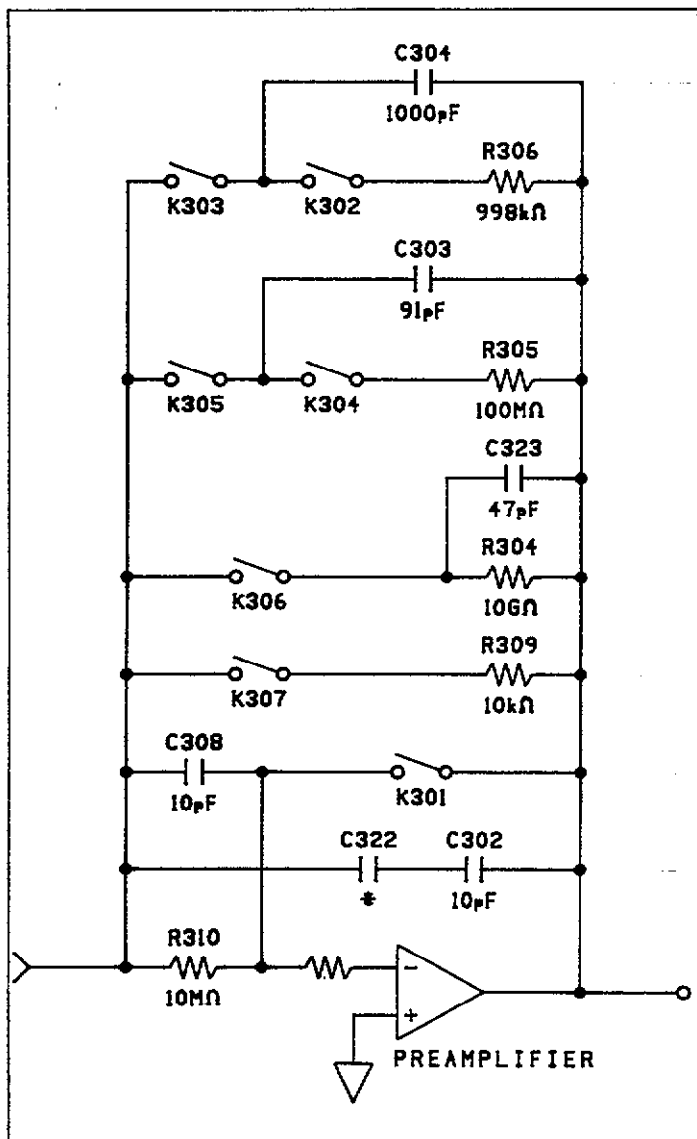 C304
1000pF
R306
K303 K302 998kΩ
C303
91pF
R305
K305 K304 100MΩ
C323
47pF
R304
K306 10GΩ
R309
K307 10kΩ
C308
10pF K301
C322 C302
* 10pF
R310
10MΩ
−
+
PREAMPLIFIER